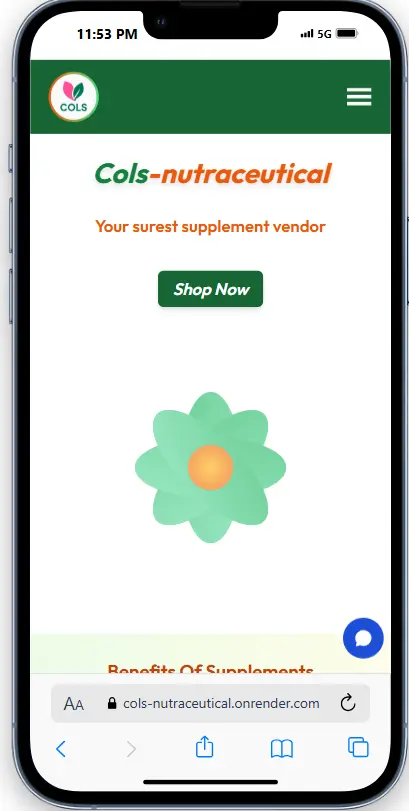 11:53 PM
5G
COLS
Cols-nutraceutical
Your surest supplement vendor
Shop Now
Benefits Of Supplements
AA
cols-nutraceutical.onrender.com